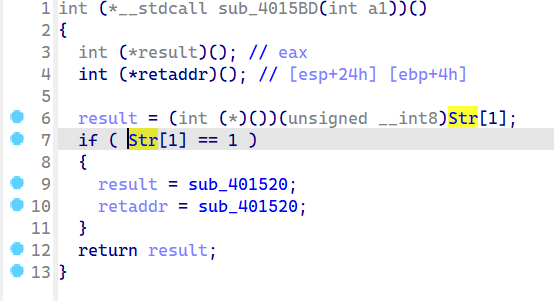 1 int (*__stdcall sub_4015BD(int a1))()
2 {
3 int (*result)(); // eax
4 int (*retaddr)(); // [esp+24h] [ebp+4h]
5
6 result = (int (*)())(unsigned __int8)Str[1];
7 if ( Str[1] == 1 )
8 {
9 result = sub_401520;
10 retaddr = sub_401520;
11 }
12 return result;
13 }